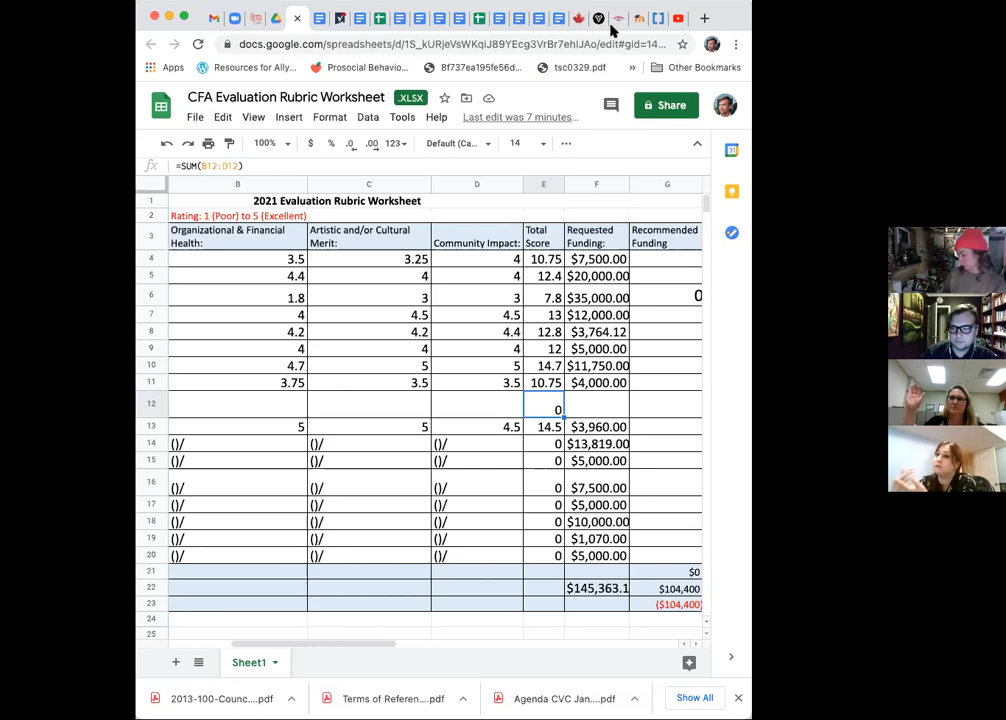 docs.google.com/spreadsheets/d/1S_kURjeVsWKqiJ89YEcg3VrBr7ehIJAo/edit#gid=14...
Apps Resources for Ally... Prosocial Behavio... 8f737ea195fe56d... tsc0329.pdf » Other Bookmarks
CFA Evaluation Rubric Worksheet .XLSX Share
File Edit View Insert Format Data Tools Help Last edit was 7 minutes...
100% $ % .0 .00 123 Default (Ca... 14
fx =SUM(B12:D12)
B C D E F G
1 2021 Evaluation Rubric Worksheet
2 Rating: 1 (Poor) to 5 (Excellent)
3 Organizational & Financial Health: Artistic and/or Cultural Merit: Community Impact: Total Score Requested Funding: Recommended Funding
4 3.5 3.25 4 10.75 $7,500.00
5 4.4 4 4 12.4 $20,000.00
6 1.8 3 3 7.8 $35,000.00 0
7 4 4.5 4.5 13 $12,000.00
8 4.2 4.2 4.4 12.8 $3,764.12
9 4 4 4 12 $5,000.00
10 4.7 5 5 14.7 $11,750.00
11 3.75 3.5 3.5 10.75 $4,000.00
12 0
13 5 5 4.5 14.5 $3,960.00
14 ()/ ()/ ()/ 0 $13,819.00
15 ()/ ()/ ()/ 0 $5,000.00
16 ()/ ()/ ()/ 0 $7,500.00
17 ()/ ()/ ()/ 0 $5,000.00
18 ()/ ()/ ()/ 0 $10,000.00
19 ()/ ()/ ()/ 0 $1,070.00
20 ()/ ()/ ()/ 0 $5,000.00
21 $0
22 $145,363.1 $104,400
23 ($104,400)
24
25
Sheet1
2013-100-Counc....pdf Terms of Referen....pdf Agenda CVC Jan....pdf Show All